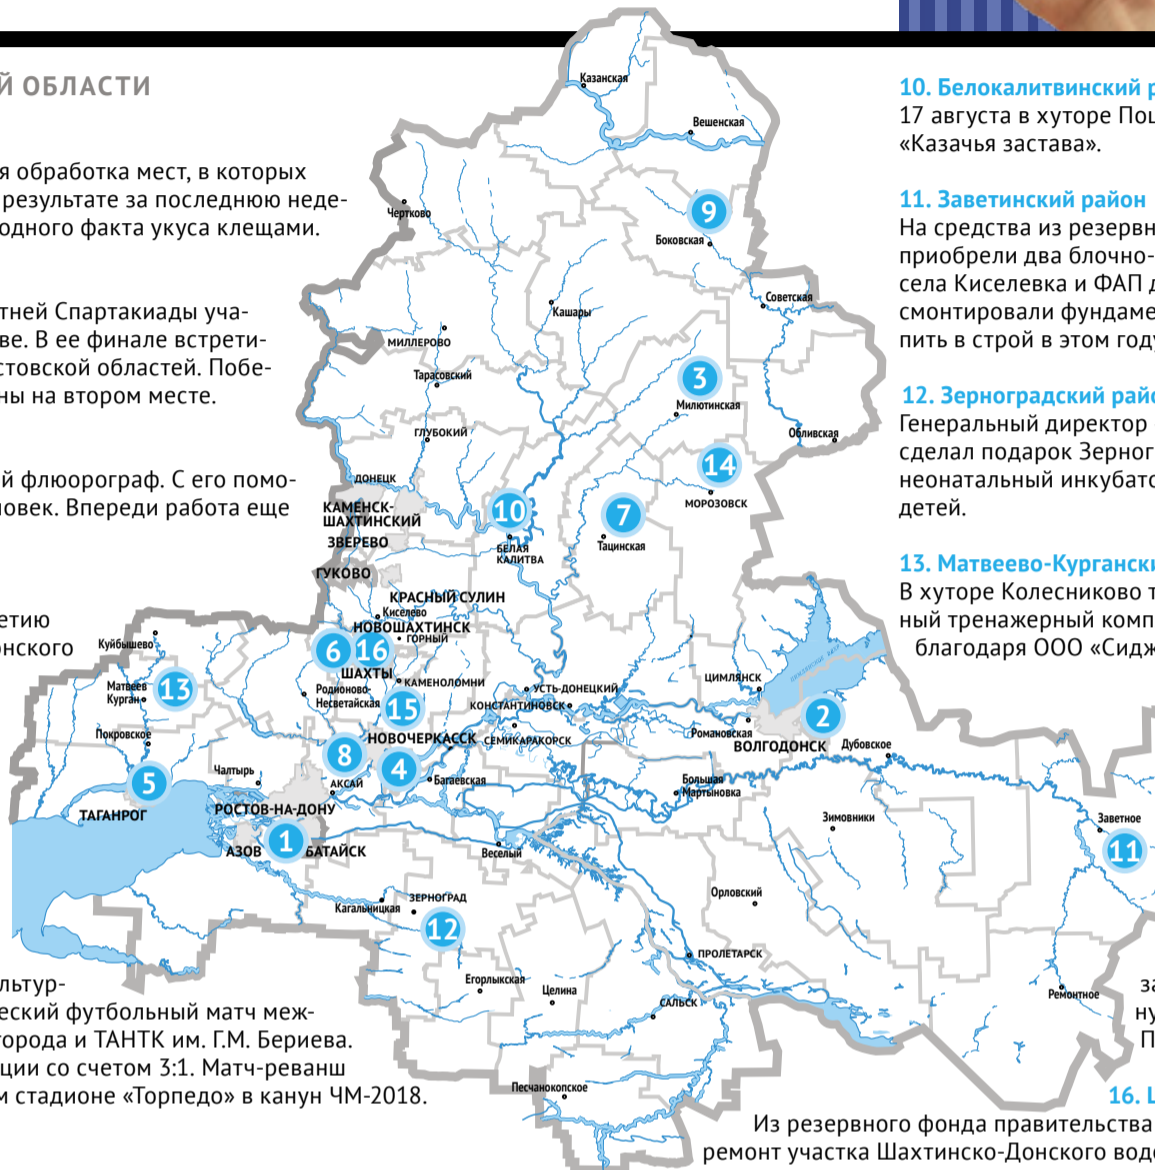 Й ОБЛАСТИ
я обработка мест, в которых
результате за последнюю неде-
одного факта укуса клещами.
тней Спартакиады уча-
ве. В ее финале встрети-
стовской областей. Побе-
ны на втором месте.
й флюорограф. С его помо-
ловек. Впереди работа еще
етию
онского
льтур-
еский футбольный матч меж-
города и ТАНТК им. Г.М. Бериева.
ции со счетом 3:1. Матч-реванш
м стадионе «Торпедо» в канун ЧМ-2018.
Казанская
Вешенская
Чертково
9
Боковская
Советская
Кашары
МИЛЛЕРОВО
Тарасовский
3
Милютинская
ГЛУБОКИЙ
Обливская
14
МОРОЗОВСК
ДОНЕЦК
КАМЕНСК-
ШАХТИНСКИЙ
10
7
ЗВЕРЕВО
БЕЛАЯ
КАЛИТВА
Тацинская
ГУКОВО
КРАСНЫЙ СУЛИН
Киселево
НОВОШАХТИНСК
ГОРНЫЙ
Куйбышево
6
16
ШАХТЫ
КАМЕНОЛОМНИ
Матвеев
Курган
13
Родионово-
Несветайская
15
УСТЬ-ДОНЕЦКИЙ
КОНСТАНТИНОВСК
ЦИМЛЯНСК
2
Покровское
НОВОЧЕРКАССК
СЕМИКАРАКОРСК
Романовская
ВОЛГОДОНСК
Дубовское
5
Чалтырь
8
4
АКСАЙ
Багаевская
Большая
Мартыновка
ТАГАНРОГ
РОСТОВ-НА-ДОНУ
Зимовники
Заветное
АЗОВ
1
БАТАЙСК
Веселый
11
Кагальницкая
ЗЕРНОГРАД
Орловский
12
ПРОЛЕТАРСК
Егорлыкская
Целина
САЛЬСК
Ремонтное
Песчанокопское
10. Белокалитвинский р
17 августа в хуторе Пош
«Казачья застава».
11. Заветинский район
На средства из резервн
приобрели два блочно-
села Киселевка и ФАП д
смонтировали фундаме
пить в строй в этом году
12. Зерноградский райо
Генеральный директор
сделал подарок Зерног
неонатальный инкубато
детей.
13. Матвеево-Кургански
В хуторе Колесниково т
ный тренажерный комп
благодаря ООО «Сидж
за
ну
П
16. Ш
Из резервного фонда правительства
ремонт участка Шахтинско-Донского водо